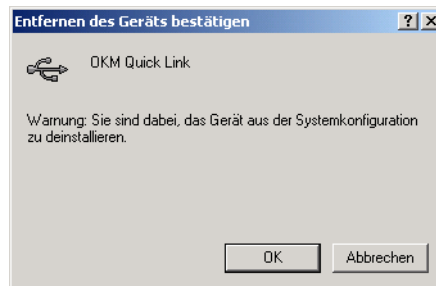 Entfernen des Geräts bestätigen
OKM Quick Link
Warnung: Sie sind dabei, das Gerät aus der Systemkonfiguration
zu deinstallieren.
OK
Abbrechen